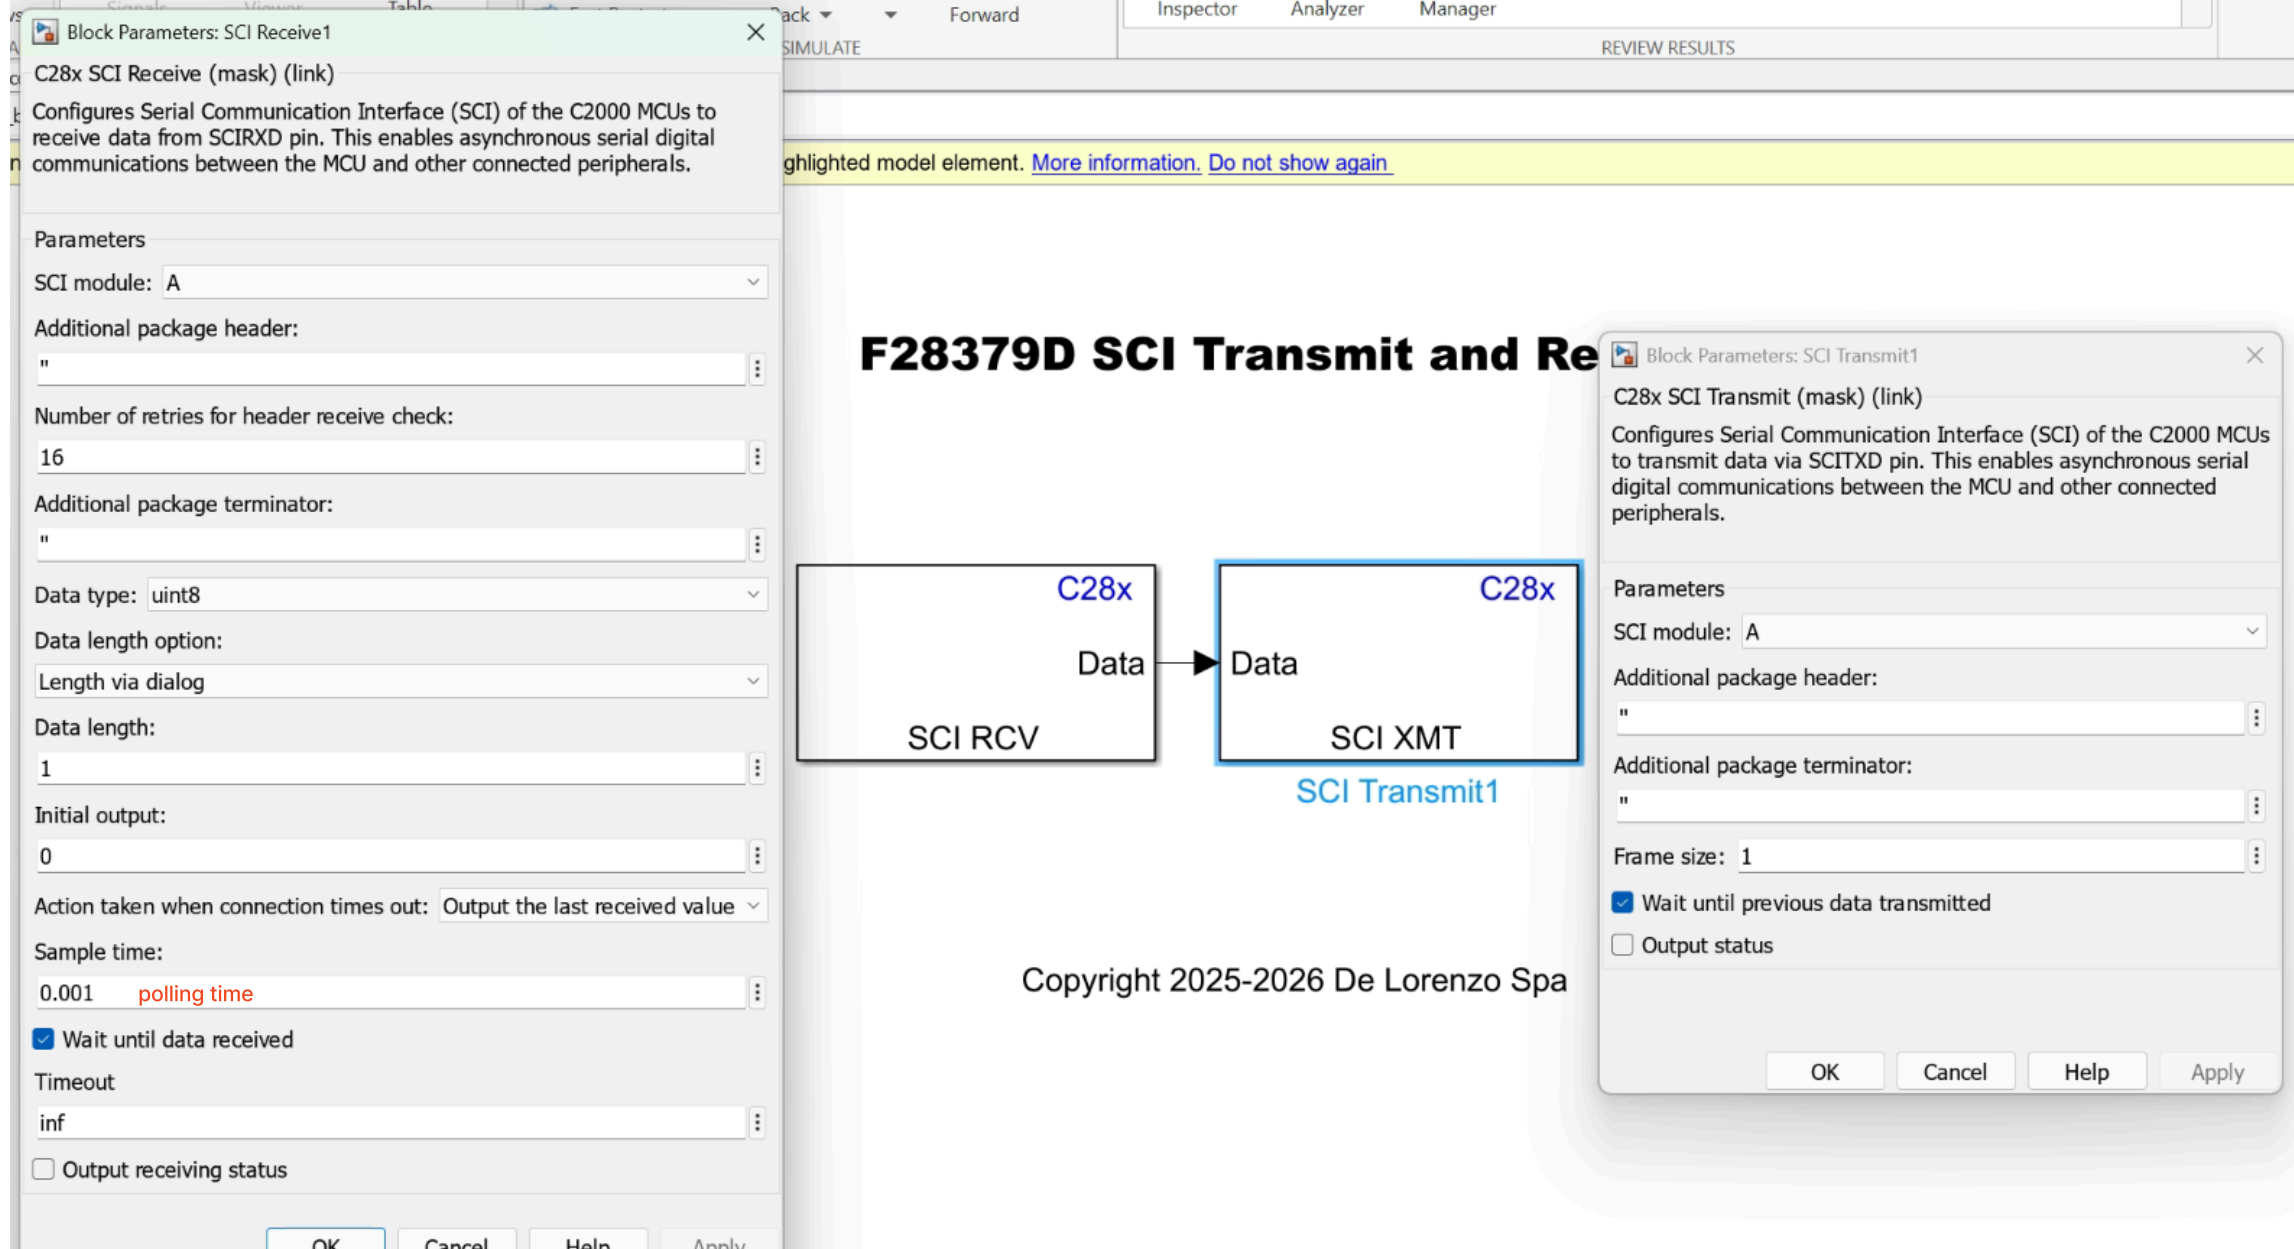 Block Parameters: SCI Receive1
C28x SCI Receive (mask) (link)
Configures Serial Communication Interface (SCI) of the C2000 MCUs to
receive data from SCIRXD pin. This enables asynchronous serial digital
communications between the MCU and other connected peripherals.
Parameters
SCI module: A
Additional package header:
''
Number of retries for header receive check:
16
Additional package terminator:
''
Data type: uint8
Data length option:
Length via dialog
Data length:
1
Initial output:
0
Action taken when connection times out: Output the last received value
Sample time:
0.001 polling time
Wait until data received
Timeout
inf
Output receiving status
OK Cancel Help Apply
Signals Viewer Table
Back Forward
SIMULATE
Inspector Analyzer Manager
REVIEW RESULTS
ghlighted model element. More information. Do not show again
F28379D SCI Transmit and Re
C28x
Data
SCI RCV
C28x
Data
SCI XMT
SCI Transmit1
Copyright 2025-2026 De Lorenzo Spa
Block Parameters: SCI Transmit1
C28x SCI Transmit (mask) (link)
Configures Serial Communication Interface (SCI) of the C2000 MCUs
to transmit data via SCITXD pin. This enables asynchronous serial
digital communications between the MCU and other connected
peripherals.
Parameters
SCI module: A
Additional package header:
''
Additional package terminator:
''
Frame size: 1
Wait until previous data transmitted
Output status
OK Cancel Help Apply